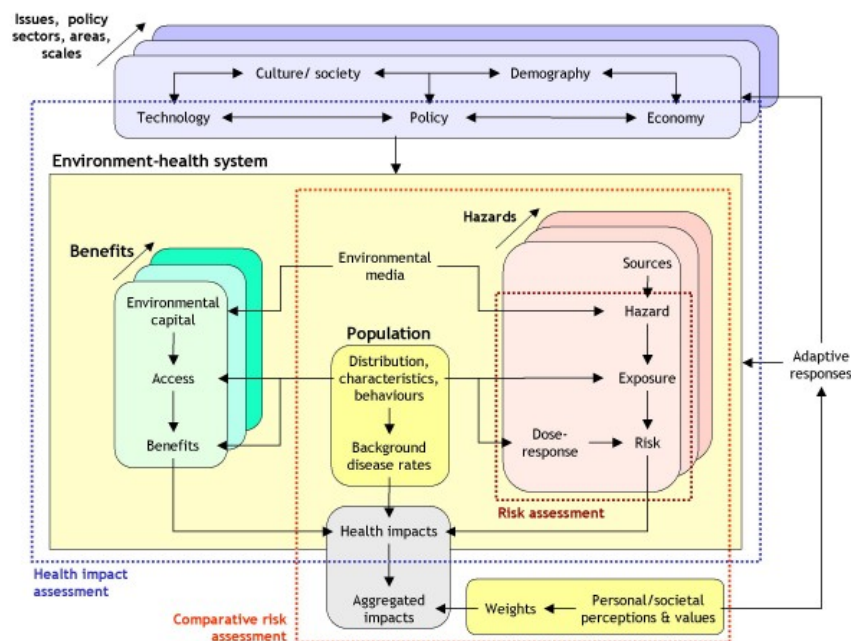 Issues, policy
sectors, areas,
scales
Culture/ society
Demography
Technology
Policy
Economy
Environment-health system
Hazards
Benefits
Environmental
media
Sources
Environmental
capital
Hazard
Population
Distribution,
characteristics,
behaviours
Access
Exposure
Adaptive
responses
Benefits
Background
disease rates
Dose-
response
Risk
Risk assessment
Health impacts
Health impact
assessment
Aggregated
impacts
Weights
Personal/societal
perceptions & values
Comparative risk
assessment